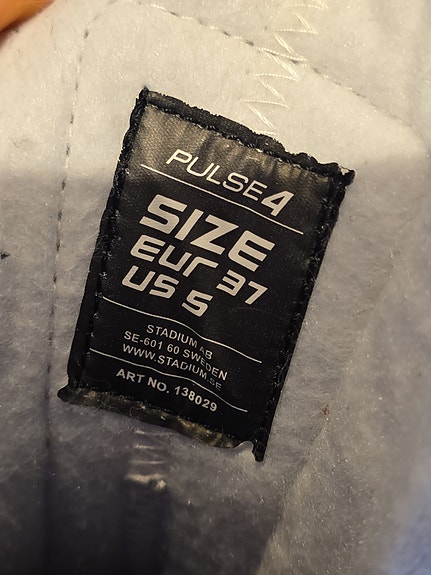 PULSE4
SIZE
EUR 37
US 5
STADIUM AB
SE-601 60 SWEDEN
WWW.STADIUM.SE
ART NO. 138029